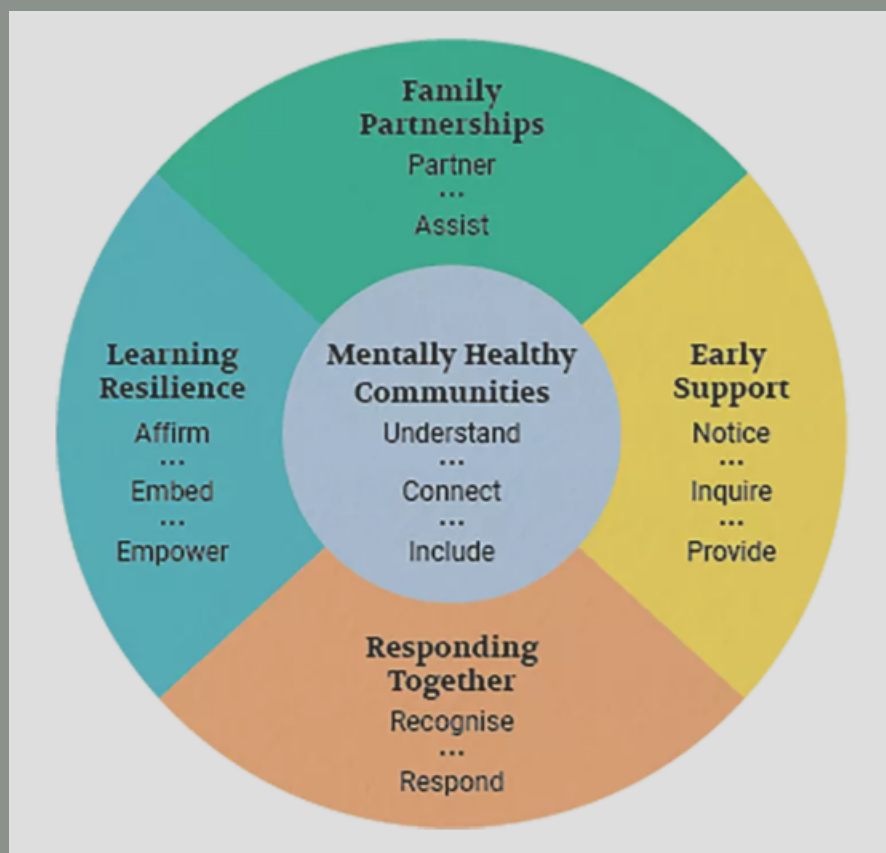 Family
Partnerships
Partner
...
Assist
Learning
Resilience
Affirm
...
Embed
...
Empower
Mentally Healthy
Communities
Understand
...
Connect
...
Include
Early
Support
Notice
...
Inquire
...
Provide
Responding
Together
Recognise
...
Respond